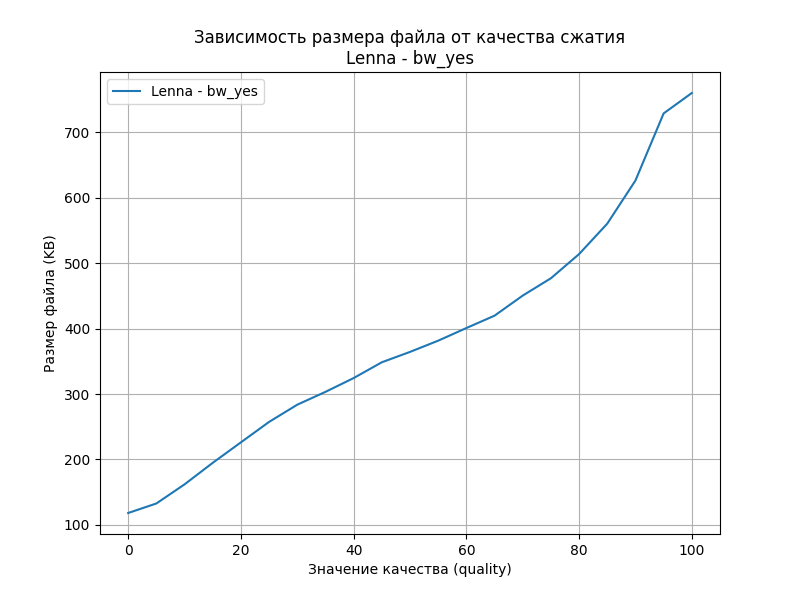 Зависимость размера файла от качества сжатия
Lenna - bw_yes
Lenna - bw_yes
Размер файла (KB)
700
600
500
400
300
200
100
0 20 40 60 80 100
Значение качества (quality)